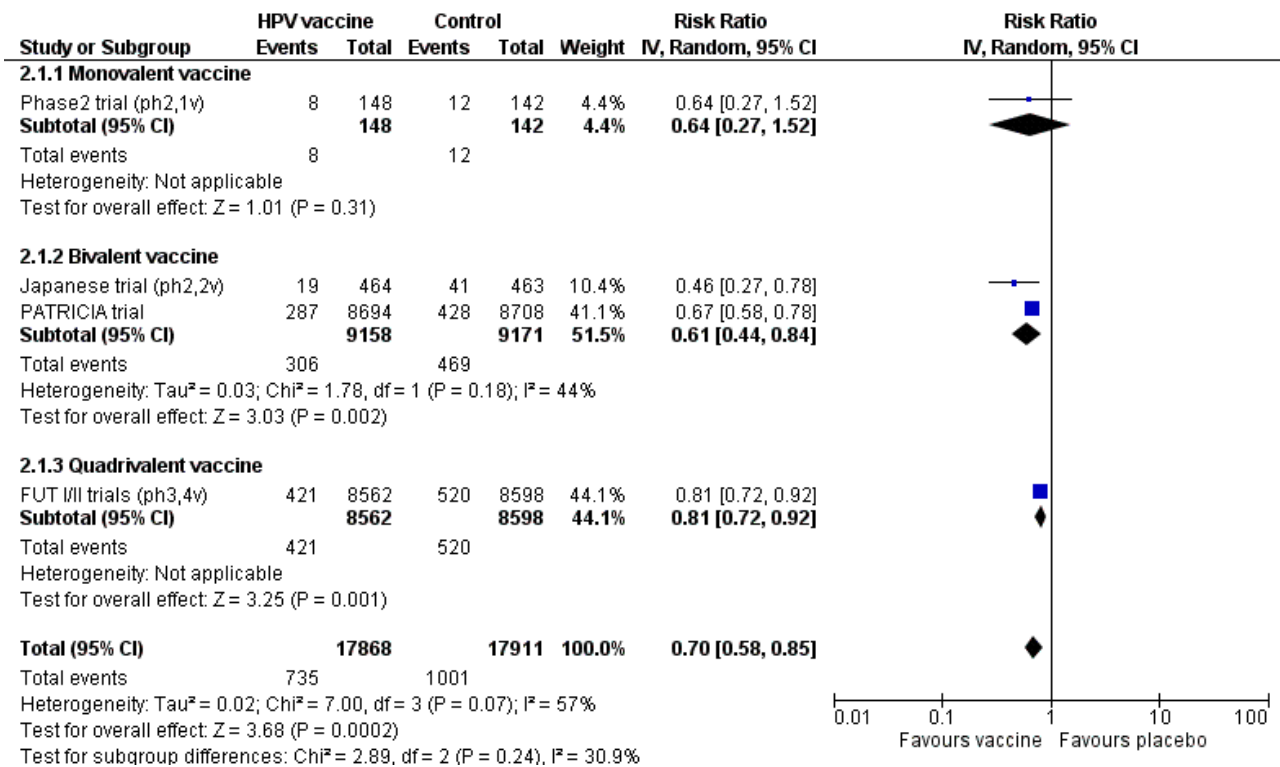 HPV vaccine Control Risk Ratio Risk Ratio
Study or Subgroup Events Total Events Total Weight IV, Random, 95% CI IV, Random, 95% CI
2.1.1 Monovalent vaccine
Phase2 trial (ph2,1v) 8 148 12 142 4.4% 0.64 [0.27, 1.52]
Subtotal (95% CI) 148 142 4.4% 0.64 [0.27, 1.52]
Total events 8 12
Heterogeneity: Not applicable
Test for overall effect: Z = 1.01 (P = 0.31)
2.1.2 Bivalent vaccine
Japanese trial (ph2,2v) 19 464 41 463 10.4% 0.46 [0.27, 0.78]
PATRICIA trial 287 8694 428 8708 41.1% 0.67 [0.58, 0.78]
Subtotal (95% CI) 9158 9171 51.5% 0.61 [0.44, 0.84]
Total events 306 469
Heterogeneity: Tau² = 0.03; Chi² = 1.78, df = 1 (P = 0.18); I² = 44%
Test for overall effect: Z = 3.03 (P = 0.002)
2.1.3 Quadrivalent vaccine
FUT I/II trials (ph3,4v) 421 8562 520 8598 44.1% 0.81 [0.72, 0.92]
Subtotal (95% CI) 8562 8598 44.1% 0.81 [0.72, 0.92]
Total events 421 520
Heterogeneity: Not applicable
Test for overall effect: Z = 3.25 (P = 0.001)
Total (95% CI) 17868 17911 100.0% 0.70 [0.58, 0.85]
Total events 735 1001
Heterogeneity: Tau² = 0.02; Chi² = 7.00, df = 3 (P = 0.07); I² = 57%
Test for overall effect: Z = 3.68 (P = 0.0002)
Test for subgroup differences: Chi² = 2.89, df = 2 (P = 0.24), I² = 30.9%
0.01 0.1 1 10 100
Favours vaccine Favours placebo